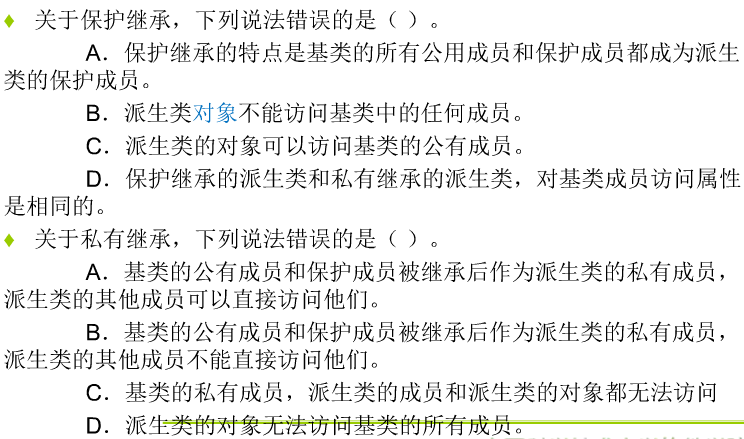 ♦ 关于保护继承，下列说法错误的是（ ）。
A．保护继承的特点是基类的所有公用成员和保护成员都成为派生
类的保护成员。
B．派生类对象不能访问基类中的任何成员。
C．派生类的对象可以访问基类的公有成员。
D．保护继承的派生类和私有继承的派生类，对基类成员访问属性
是相同的。
♦ 关于私有继承，下列说法错误的是（ ）。
A．基类的公有成员和保护成员被继承后作为派生类的私有成员，
派生类的其他成员可以直接访问他们。
B．基类的公有成员和保护成员被继承后作为派生类的私有成员，
派生类的其他成员不能直接访问他们。
C．基类的私有成员，派生类的成员和派生类的对象都无法访问
D．派生类的对象无法访问基类的所有成员。